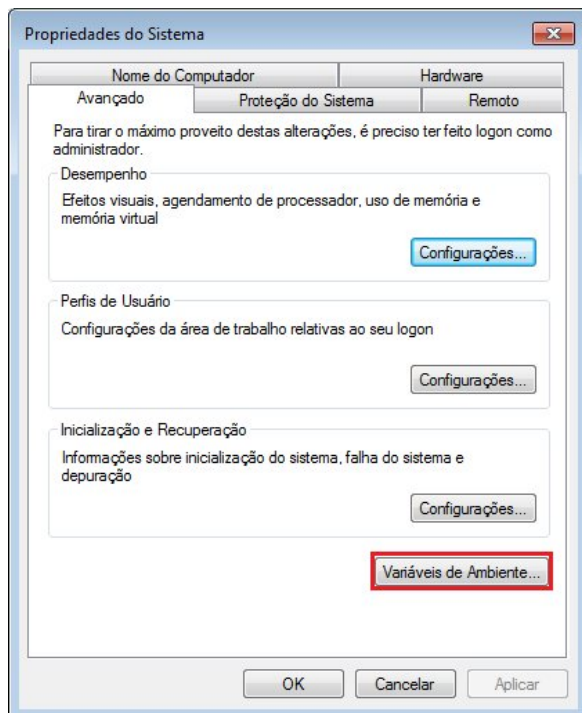 Propriedades do Sistema
Nome do Computador
Hardware
Avançado
Proteção do Sistema
Remoto
Para tirar o máximo proveito destas alterações, é preciso ter feito logon como
administrador.
Desempenho
Efeitos visuais, agendamento de processador, uso de memória e
memória virtual
Configurações...
Perfis de Usuário
Configurações da área de trabalho relativas ao seu logon
Configurações...
Inicialização e Recuperação
Informações sobre inicialização do sistema, falha do sistema e
depuração
Configurações...
Variáveis de Ambiente...
OK
Cancelar
Aplicar